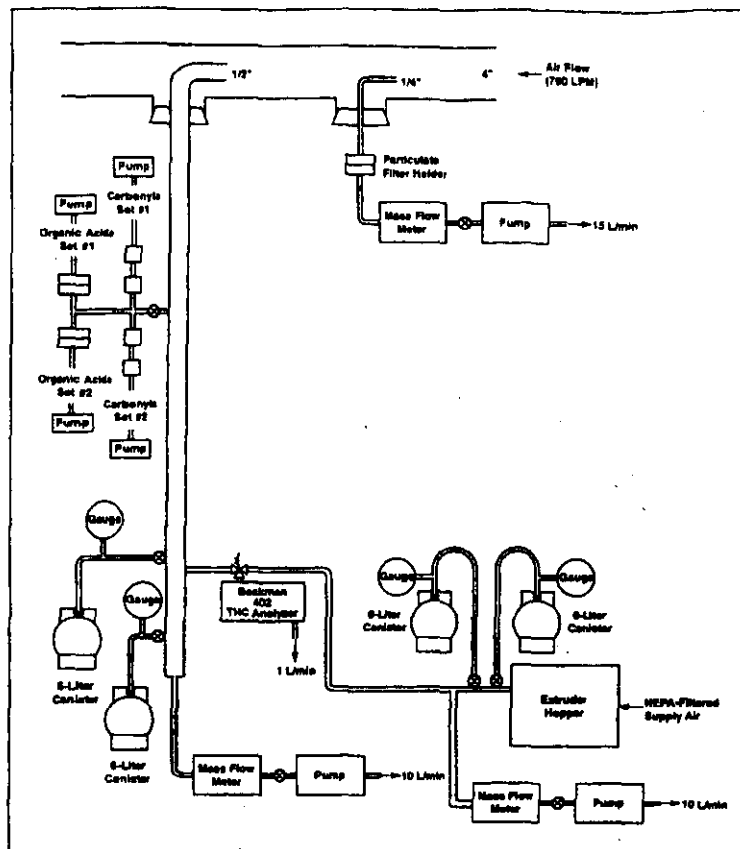 1/2"
1/4"
4"
Air Flow
(760 LPM)
Particulate
Filter Holder
Mass Flow
Meter
Pump
15 L/min
Pump
Carbonyls
Set #1
Pump
Organic Acids
Set #1
Organic Acids
Set #2
Pump
Carbonyls
Set #2
Pump
Gauge
6-Liter
Canister
Gauge
6-Liter
Canister
Beckman
402
THC Analyzer
1 L/min
Gauge
6-Liter
Canister
Gauge
6-Liter
Canister
Extruder
Hopper
HEPA-Filtered
Supply Air
Mass Flow
Meter
Pump
10 L/min
Mass Flow
Meter
Pump
10 L/min